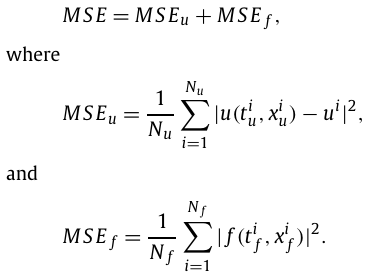 MSE = MSE_u + MSE_f,
where
MSE_u = \frac{1}{N_u} \sum_{i=1}^{N_u} |u(t_u^i, x_u^i) − u^i|^2,
and
MSE_f = \frac{1}{N_f} \sum_{i=1}^{N_f} |f(t_f^i, x_f^i)|^2.